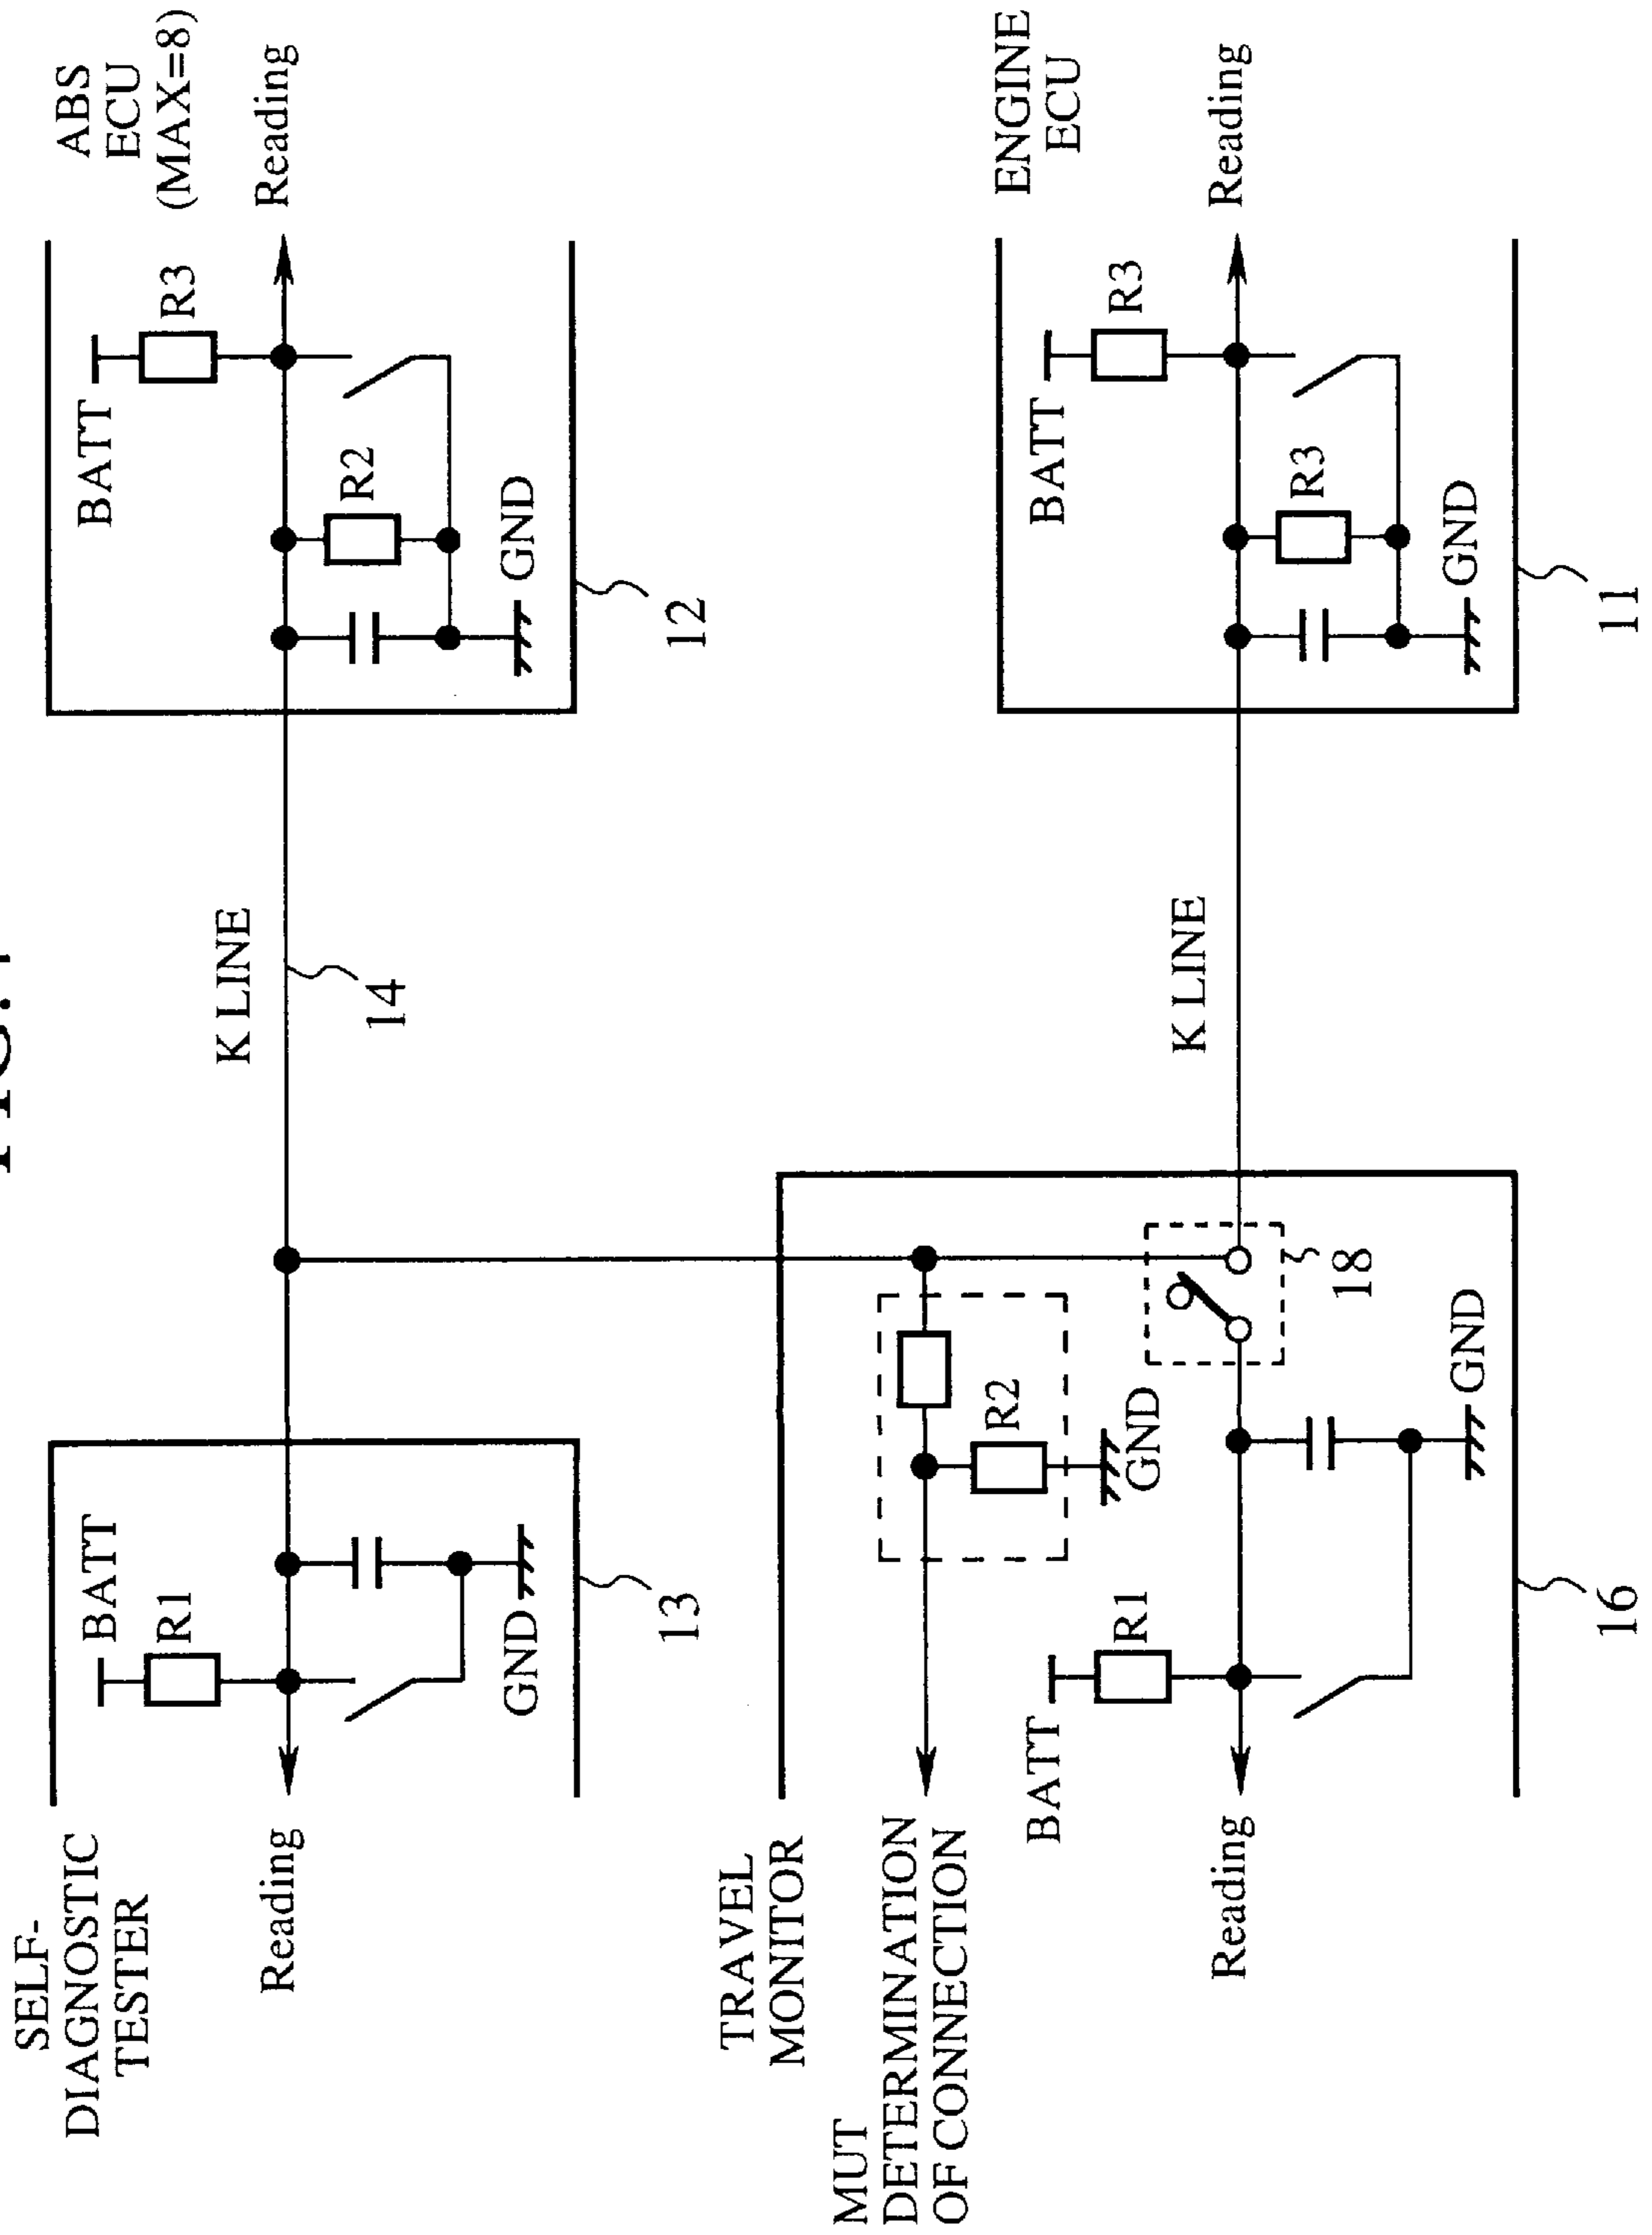 SELF-
DIAGNOSTIC
TESTER
Reading
BATT
R1
GND
13
K LINE
14
ABS
ECU
(MAX=8)
Reading
BATT
R3
R2
GND
12
TRAVEL
MONITOR
MUT
DETERMINATION
OF CONNECTION
R2
GND
BATT
R1
Reading
GND
18
16
K LINE
ENGINE
ECU
Reading
BATT
R3
R3
GND
11